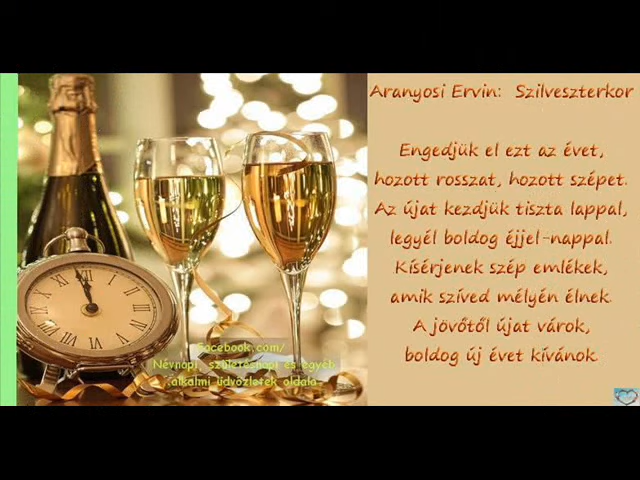 Aranyosi Ervin: Szilveszterkor
Engedjük el ezt az évet,
hozott rosszat, hozott szépet.
Az újat kezdjük tiszta lappal,
legyél boldog éjjel-nappal.
Kísérjenek szép emlékek,
amik szíved mélyén élnek.
A jövőtől újat várok,
boldog új évet kívánok.
Facebook.com/
Névnapi, születésnapi és egyéb
alkalmi üdvözletek oldala
XII